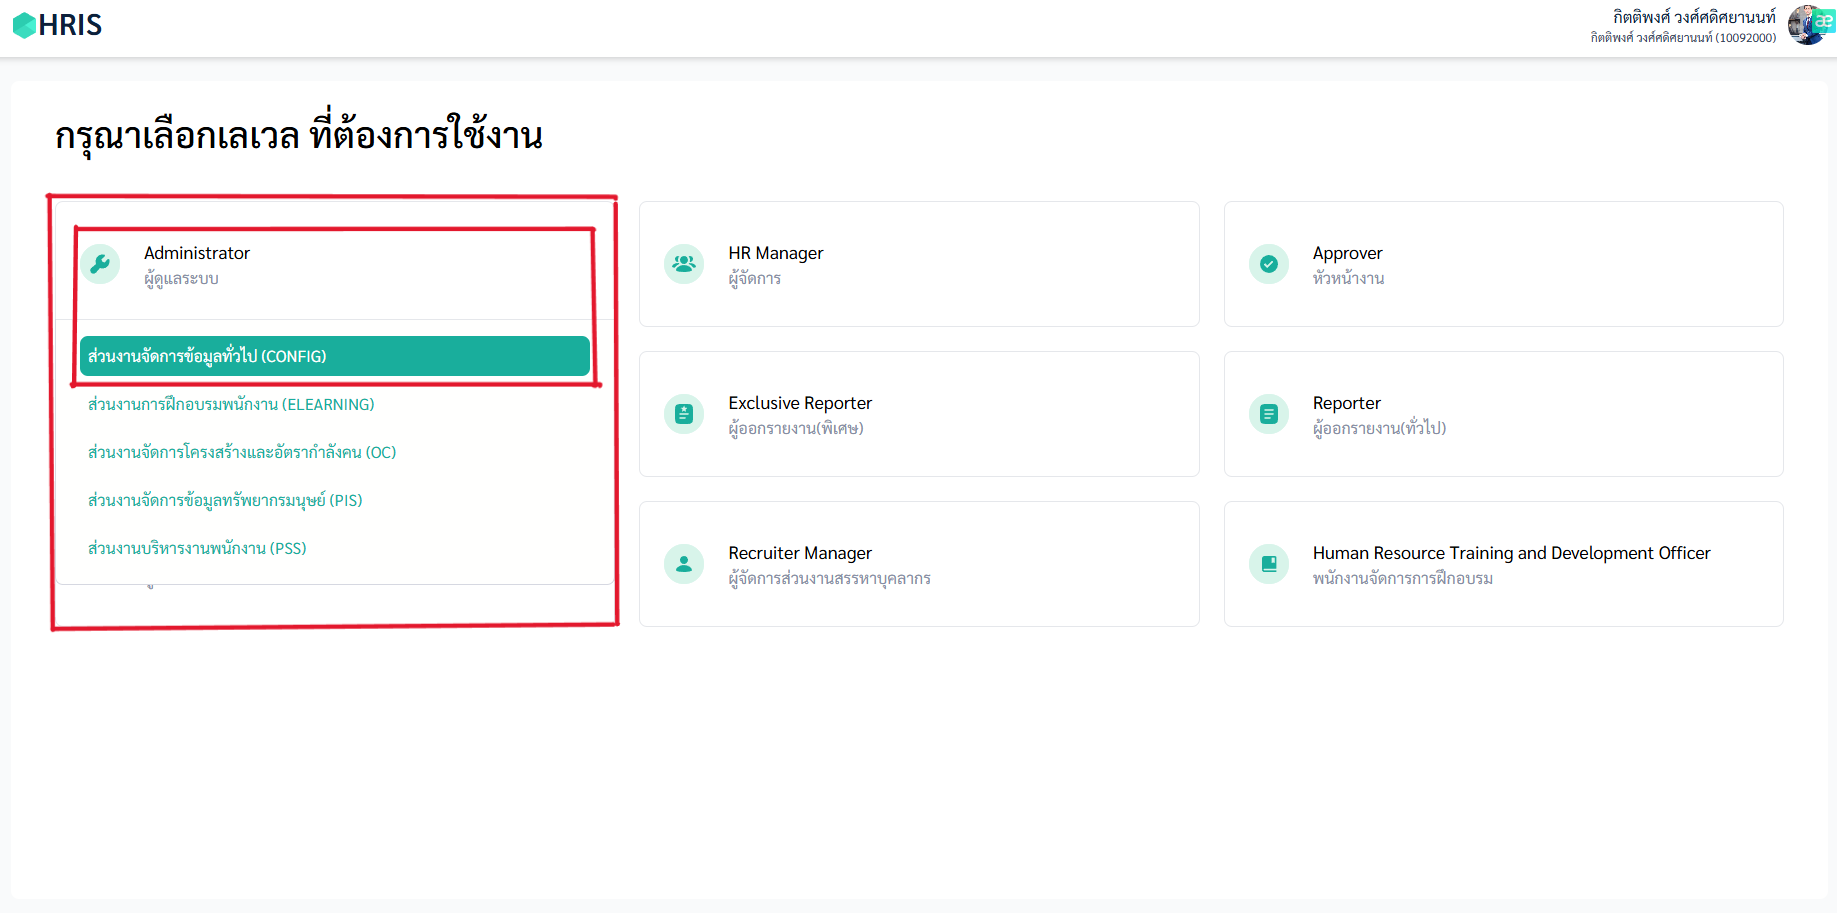 HRIS
กิตติพงศ์ วงศ์ศดิศยานนท์
กิตติพงศ์ วงศ์ศดิศยานนท์ (10092000)
æ
กรุณาเลือกเลเวล ที่ต้องการใช้งาน
Administrator
ผู้ดูแลระบบ
ส่วนงานจัดการข้อมูลทั่วไป (CONFIG)
ส่วนงานการฝึกอบรมพนักงาน (ELEARNING)
ส่วนงานจัดการโครงสร้างและอัตรากำลังคน (OC)
ส่วนงานจัดการข้อมูลทรัพยากรมนุษย์ (PIS)
ส่วนงานบริหารงานพนักงาน (PSS)
HR Manager
ผู้จัดการ
Approver
หัวหน้างาน
Exclusive Reporter
ผู้ออกรายงาน(พิเศษ)
Reporter
ผู้ออกรายงาน(ทั่วไป)
Recruiter Manager
ผู้จัดการส่วนงานสรรหาบุคลากร
Human Resource Training and Development Officer
พนักงานจัดการการฝึกอบรม